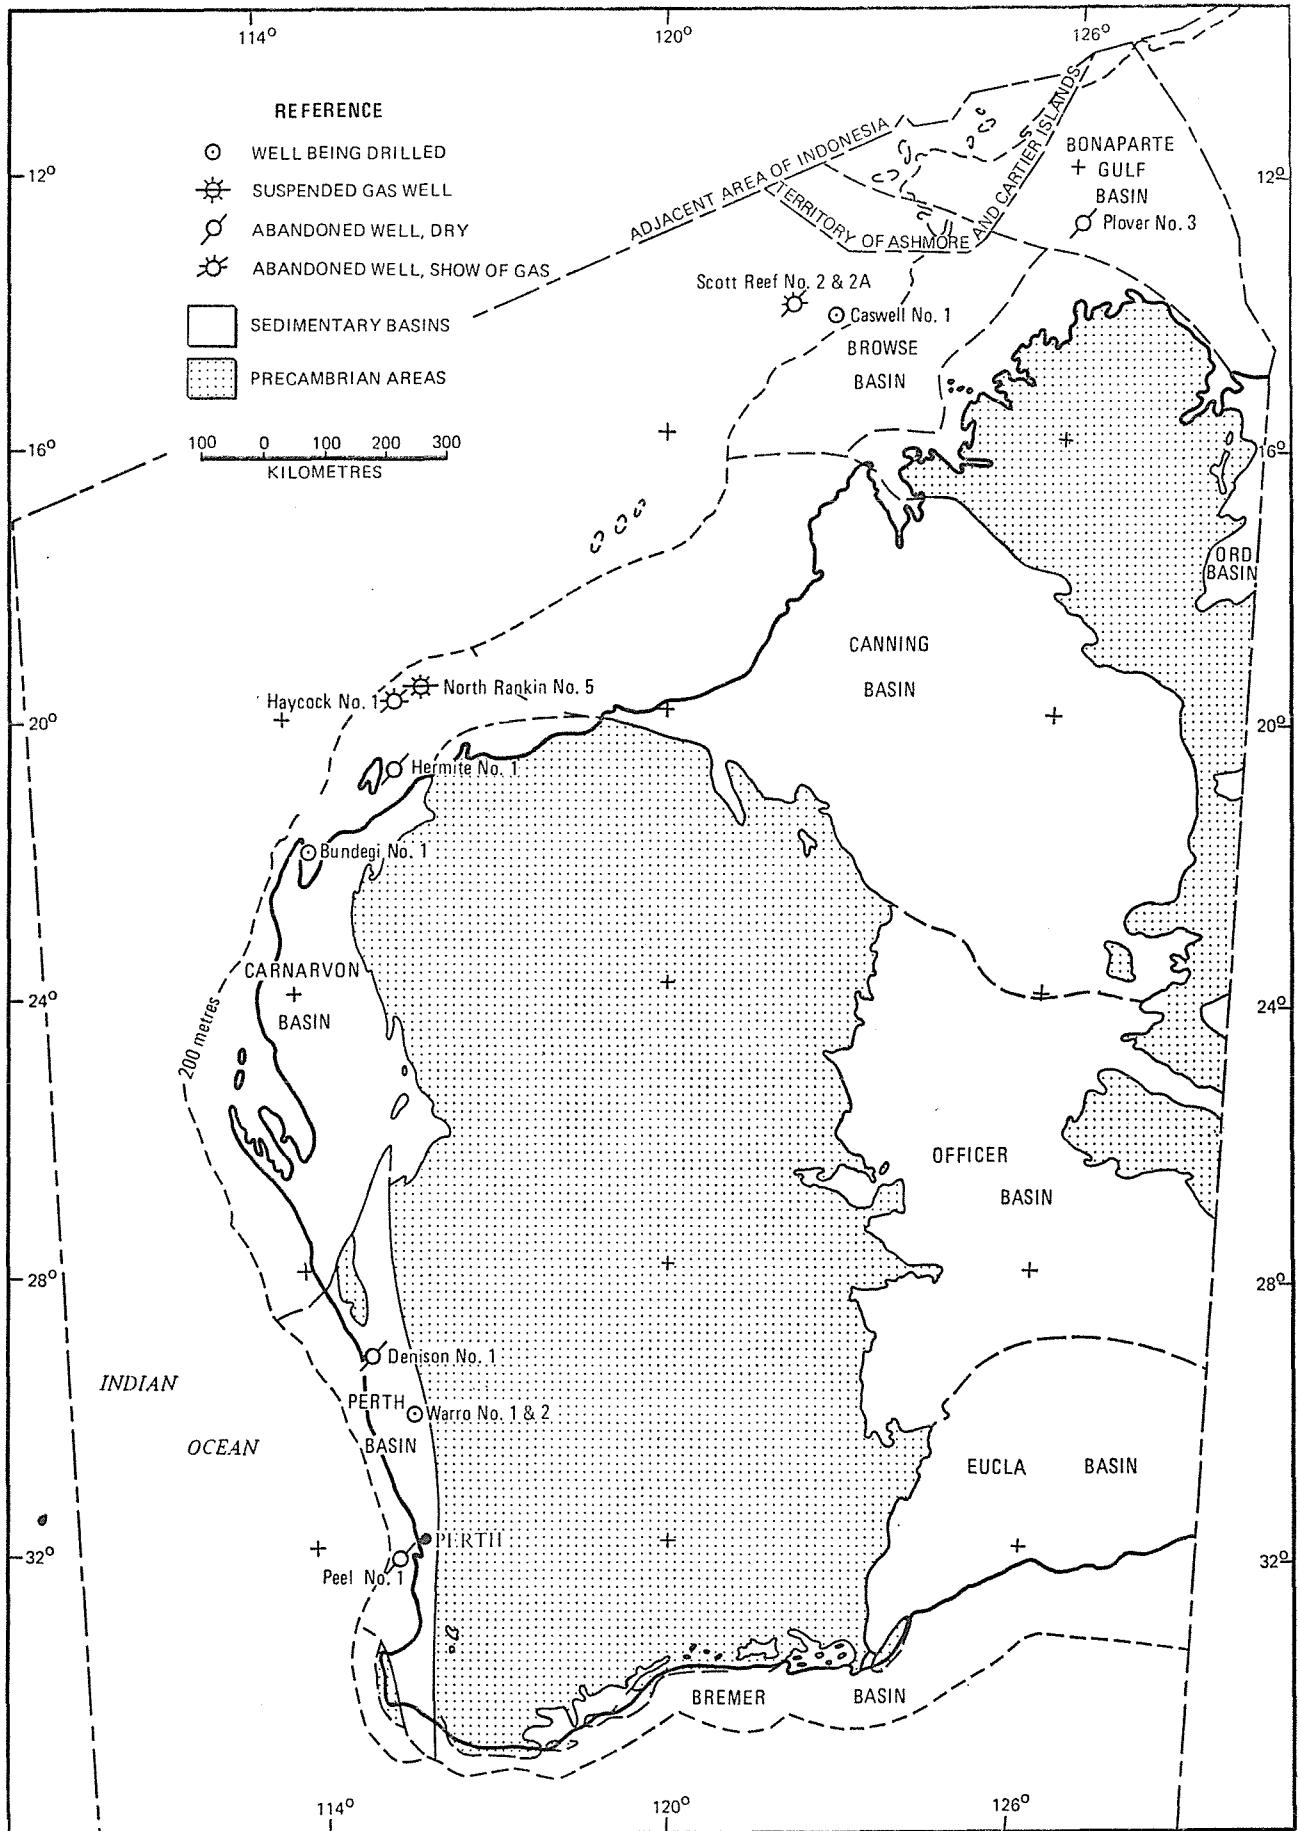 114° 120° 126°
REFERENCE
WELL BEING DRILLED
SUSPENDED GAS WELL
ABANDONED WELL, DRY
ABANDONED WELL, SHOW OF GAS
SEDIMENTARY BASINS
PRECAMBRIAN AREAS
100 0 100 200 300
KILOMETRES
ADJACENT AREA OF INDONESIA
TERRITORY OF ASHMORE AND CARTIER ISLANDS
BONAPARTE
GULF
BASIN
Plover No. 3
12° 12°
Scott Reef No. 2 & 2A
Caswell No. 1
BROWSE
BASIN
16° 16°
ORD
BASIN
CANNING
BASIN
North Rankin No. 5
Haycock No. 1
20° 20°
Hermite No. 1
Bundegi No. 1
CARNARVON
BASIN
24° 24°
200 metres
OFFICER
BASIN
28° 28°
Denison No. 1
INDIAN
OCEAN
PERTH
BASIN
Warro No. 1 & 2
EUCLA BASIN
PERTH
32° 32°
Peel No. 1
BREMER BASIN
114° 120° 126°